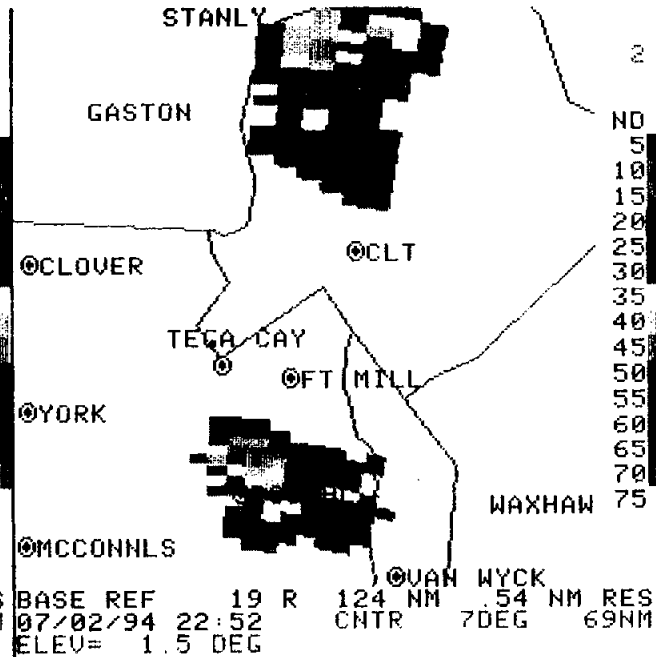 STANLY
2
GASTON
ND
5
10
15
20
25
30
35
40
45
50
55
60
65
70
75
CLT
CLOVER
TEGA CAY
FT MILL
YORK
WAXHAW
MCCONNLS
VAN WYCK
BASE REF 19 R 124 NM .54 NM RES
07/02/94 22:52 CNTR 7DEG 69NM
ELEV= 1.5 DEG